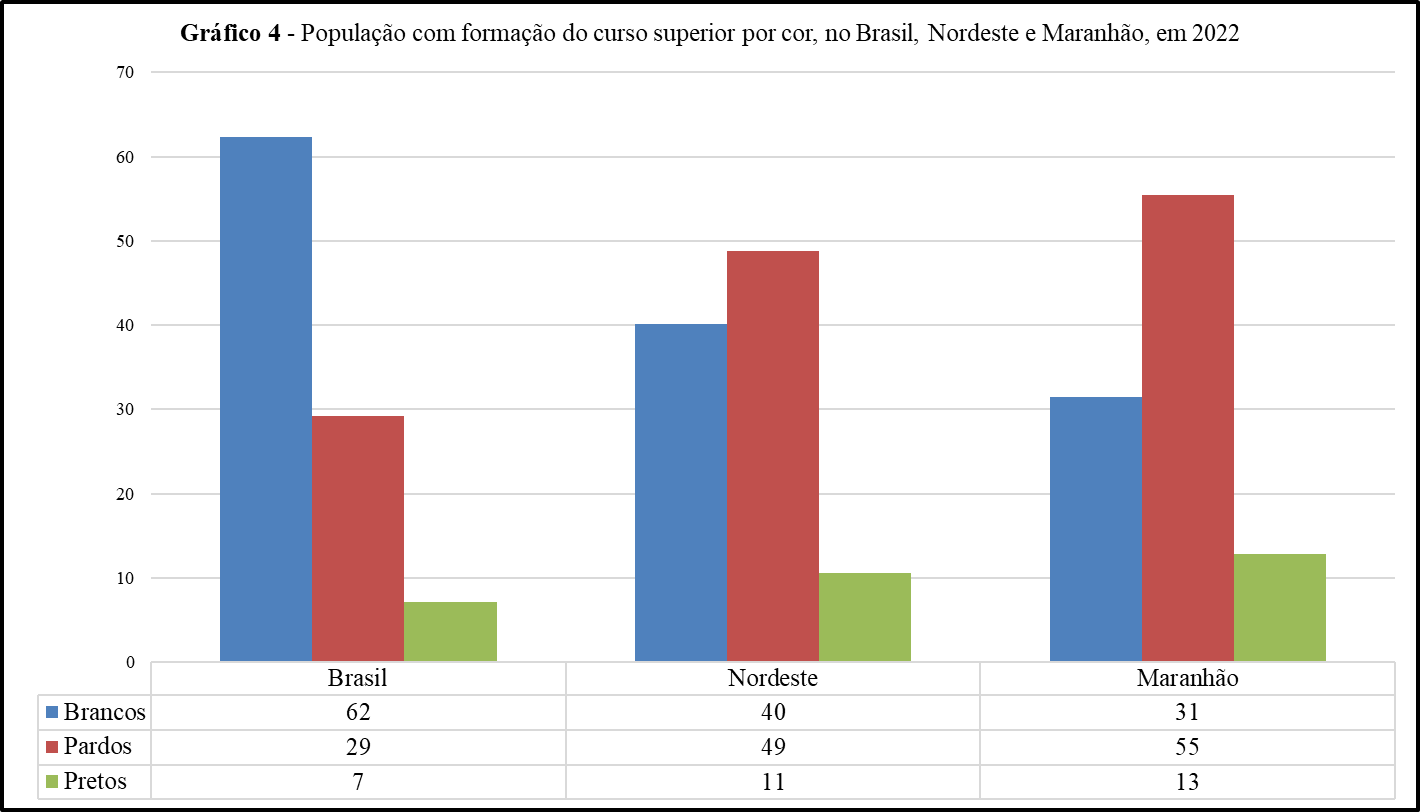 Gráfico 4 - População com formação do curso superior por cor, no Brasil, Nordeste e Maranhão, em 2022
70
60
50
40
30
20
10
0
Brasil Nordeste Maranhão
Brancos 62 40 31
Pardos 29 49 55
Pretos 7 11 13